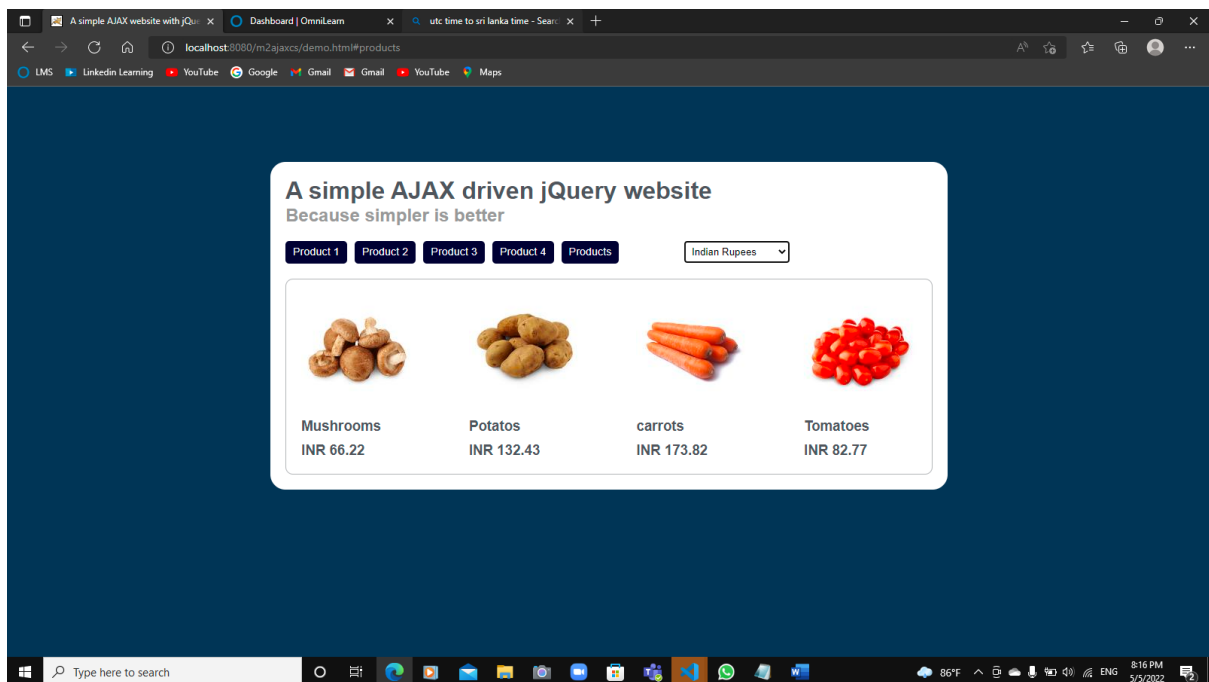 A simple AJAX website with jQue
Dashboard | OmniLearn
utc time to sri lanka time - Searc
localhost:8080/m2ajaxcs/demo.html#products
LMS Linkedin Learning YouTube Google Gmail Gmail YouTube Maps
A simple AJAX driven jQuery website
Because simpler is better
Product 1 Product 2 Product 3 Product 4 Products Indian Rupees
Mushrooms Potatos carrots Tomatoes
INR 66.22 INR 132.43 INR 173.82 INR 82.77
Type here to search
86°F ENG 8:16 PM
5/5/2022
2